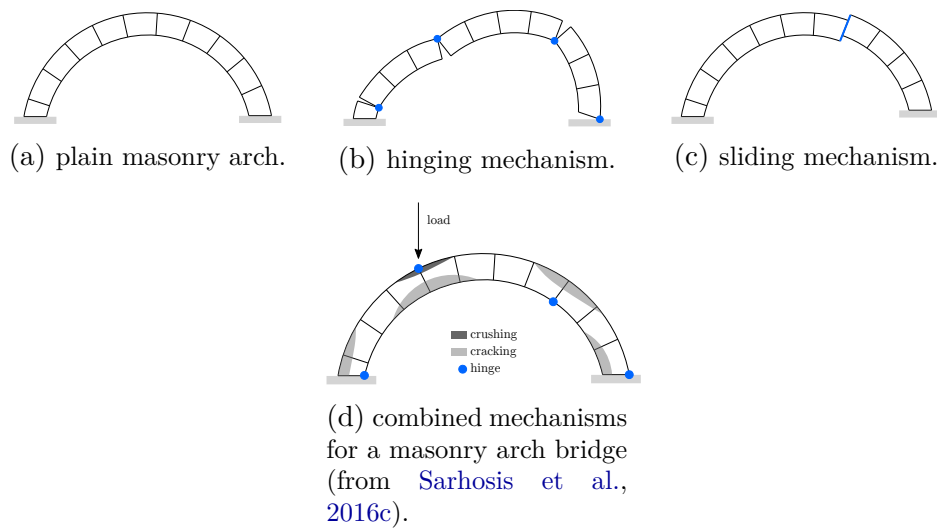 (a) plain masonry arch.
(b) hinging mechanism.
(c) sliding mechanism.
load
crushing
cracking
hinge
(d) combined mechanisms
for a masonry arch bridge
(from Sarhosis et al.,
2016c).